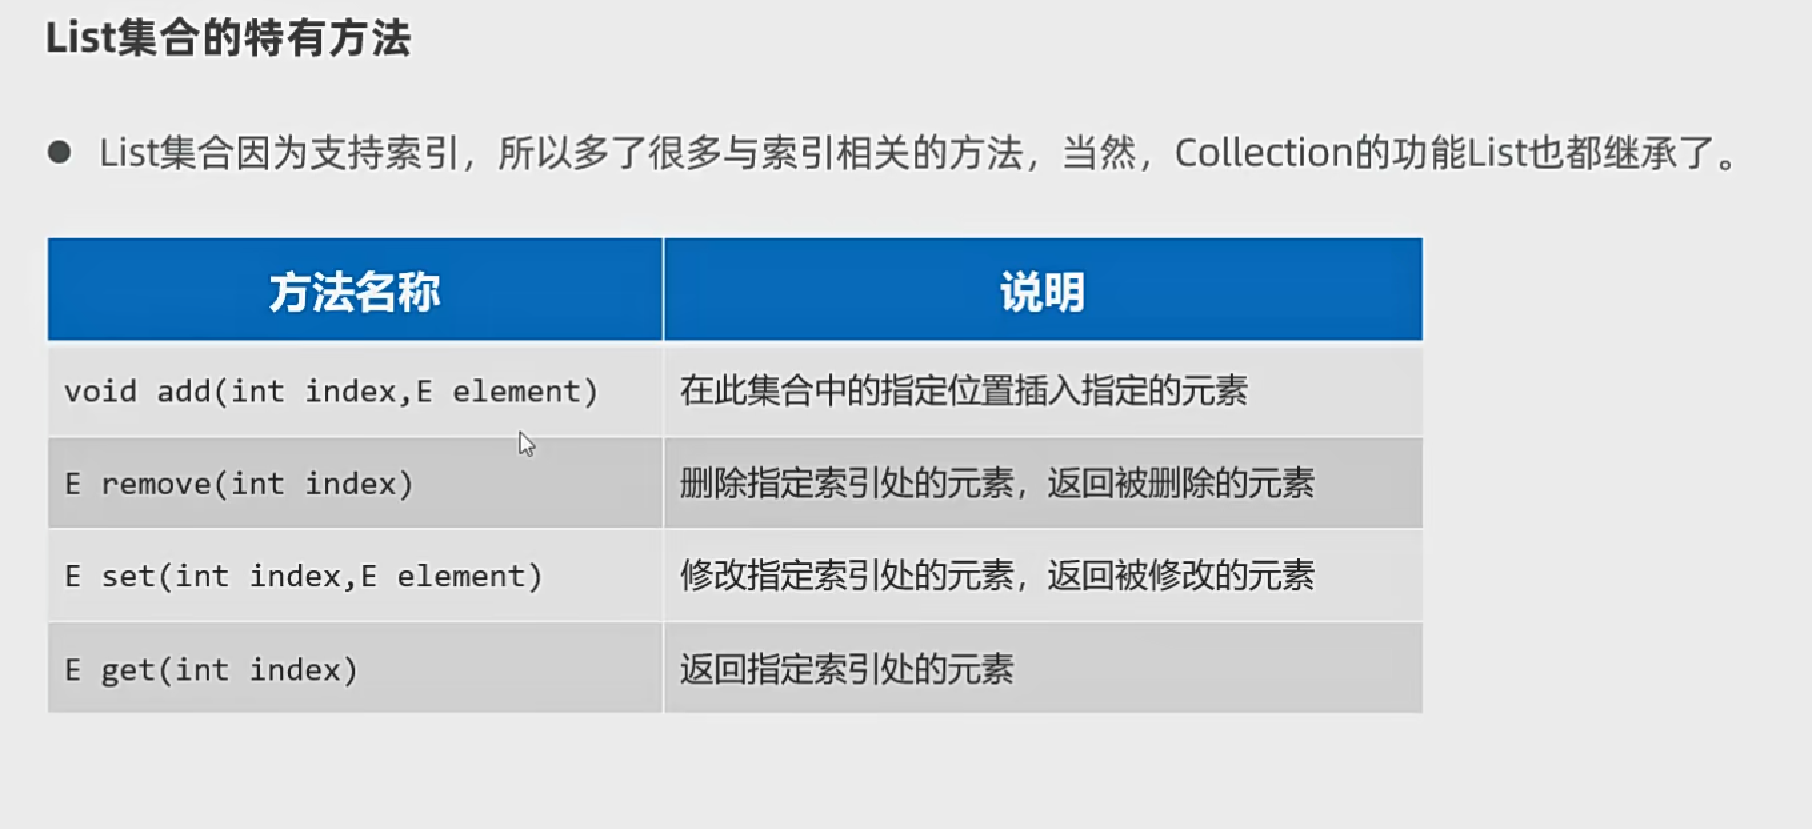 List集合的特有方法
● List集合因为支持索引，所以多了很多与索引相关的方法，当然，Collection的功能List也都继承了。
方法名称 说明
void add(int index,E element) 在此集合中的指定位置插入指定的元素
E remove(int index) 删除指定索引处的元素，返回被删除的元素
E set(int index,E element) 修改指定索引处的元素，返回被修改的元素
E get(int index) 返回指定索引处的元素